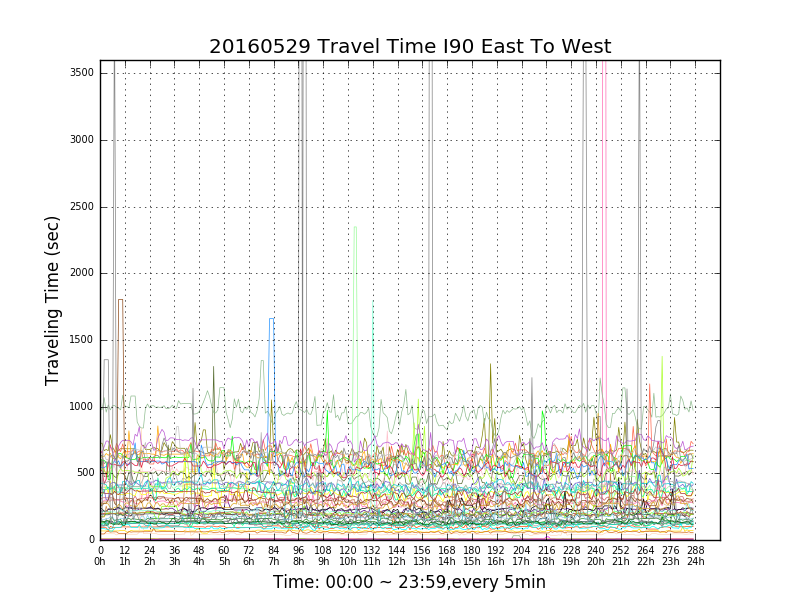 20160529 Travel Time I90 East To West
Traveling Time (sec)
3500
3000
2500
2000
1500
1000
500
0
0 12 24 36 48 60 72 84 96 108 120 132 144 156 168 180 192 204 216 228 240 252 264 276 288
0h 1h 2h 3h 4h 5h 6h 7h 8h 9h 10h 11h 12h 13h 14h 15h 16h 17h 18h 19h 20h 21h 22h 23h 24h
Time: 00:00 ~ 23:59,every 5min